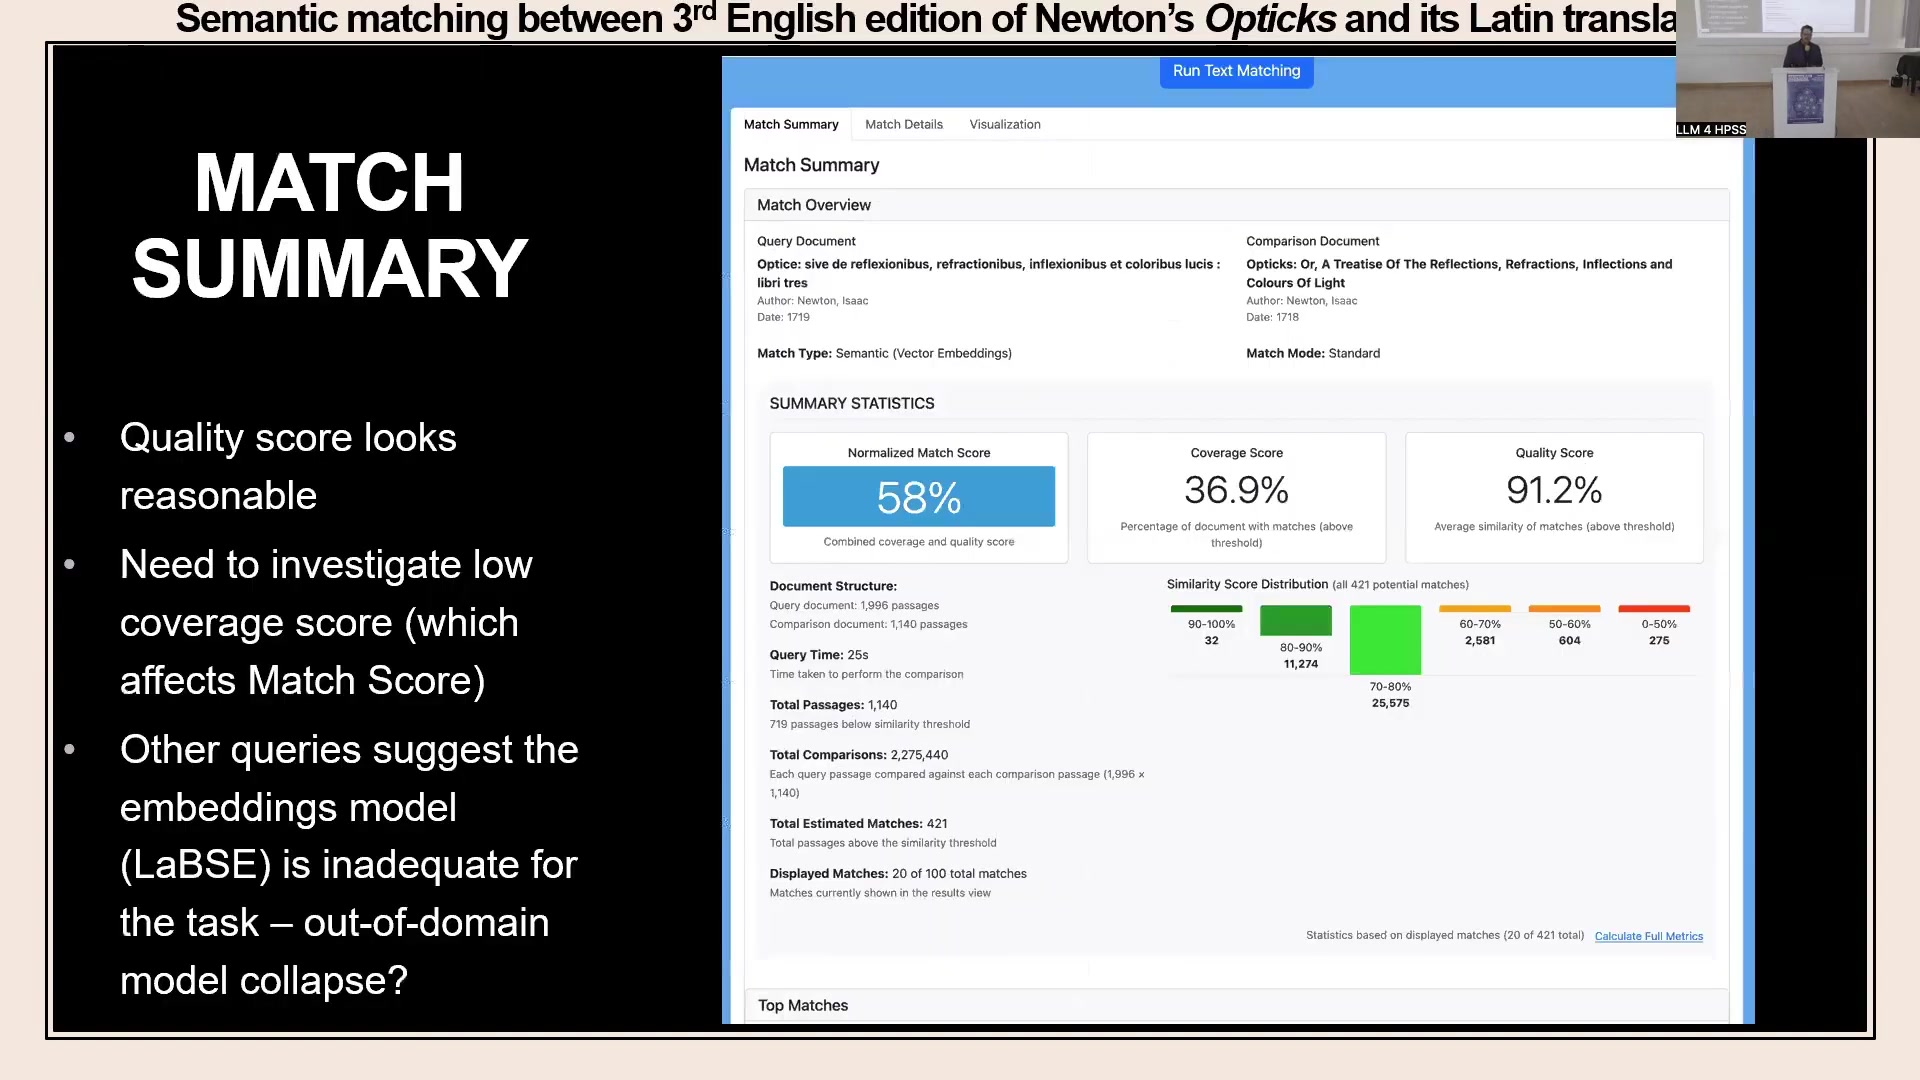 Semantic matching between 3rd English edition of Newton's Opticks and its Latin transla
LLM 4 HPSS
MATCH
SUMMARY
• Quality score looks
reasonable
• Need to investigate low
coverage score (which
affects Match Score)
• Other queries suggest the
embeddings model
(LaBSE) is inadequate for
the task – out-of-domain
model collapse?
Run Text Matching
Match Summary Match Details Visualization
Match Summary
Match Overview
Query Document
Optice: sive de reflexionibus, refractionibus, inflexionibus et coloribus lucis :
libri tres
Author: Newton, Isaac
Date: 1719
Comparison Document
Opticks: Or, A Treatise Of The Reflections, Refractions, Inflections and
Colours Of Light
Author: Newton, Isaac
Date: 1718
Match Type: Semantic (Vector Embeddings)
Match Mode: Standard
SUMMARY STATISTICS
Normalized Match Score
58%
Combined coverage and quality score
Coverage Score
36.9%
Percentage of document with matches (above
threshold)
Quality Score
91.2%
Average similarity of matches (above threshold)
Document Structure:
Query document: 1,996 passages
Comparison document: 1,140 passages
Query Time: 25s
Time taken to perform the comparison
Total Passages: 1,140
719 passages below similarity threshold
Total Comparisons: 2,275,440
Each query passage compared against each comparison passage (1,996 ×
1,140)
Total Estimated Matches: 421
Total passages above the similarity threshold
Displayed Matches: 20 of 100 total matches
Matches currently shown in the results view
Similarity Score Distribution (all 421 potential matches)
90-100%
32
80-90%
11,274
70-80%
25,575
60-70%
2,581
50-60%
604
0-50%
275
Statistics based on displayed matches (20 of 421 total) Calculate Full Metrics
Top Matches